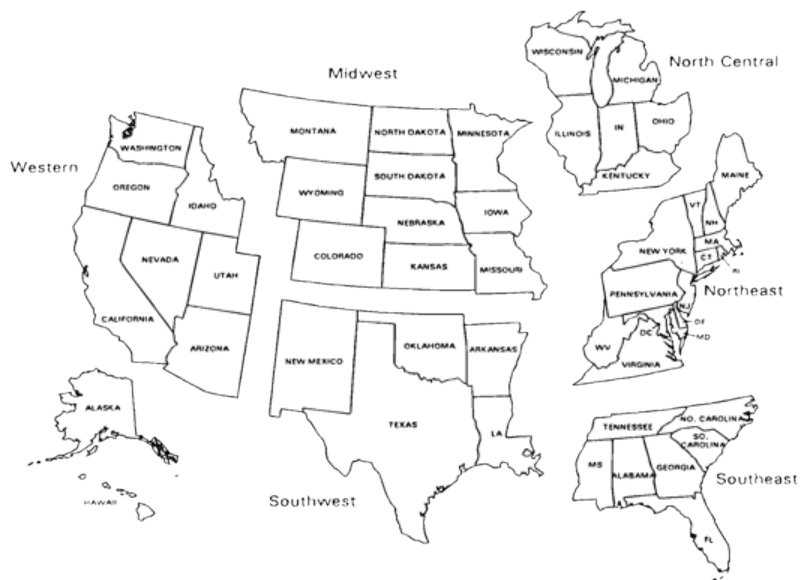 WISCONSIN
MICHIGAN
North Central
ILLINOIS
IN
OHIO
KENTUCKY
Midwest
MONTANA
NORTH DAKOTA
MINNESOTA
SOUTH DAKOTA
WYOMING
NEBRASKA
IOWA
COLORADO
KANSAS
MISSOURI
Western
WASHINGTON
OREGON
IDAHO
NEVADA
UTAH
CALIFORNIA
ARIZONA
ALASKA
HAWAII
MAINE
VT
NH
MA
NEW YORK
CT
RI
PENNSYLVANIA
Northeast
NJ
DE
DC
MD
WV
VIRGINIA
OKLAHOMA
ARKANSAS
NEW MEXICO
TEXAS
LA
Southwest
TENNESSEE
NO. CAROLINA
SO.
CAROLINA
MS
ALABAMA
GEORGIA
Southeast
FL